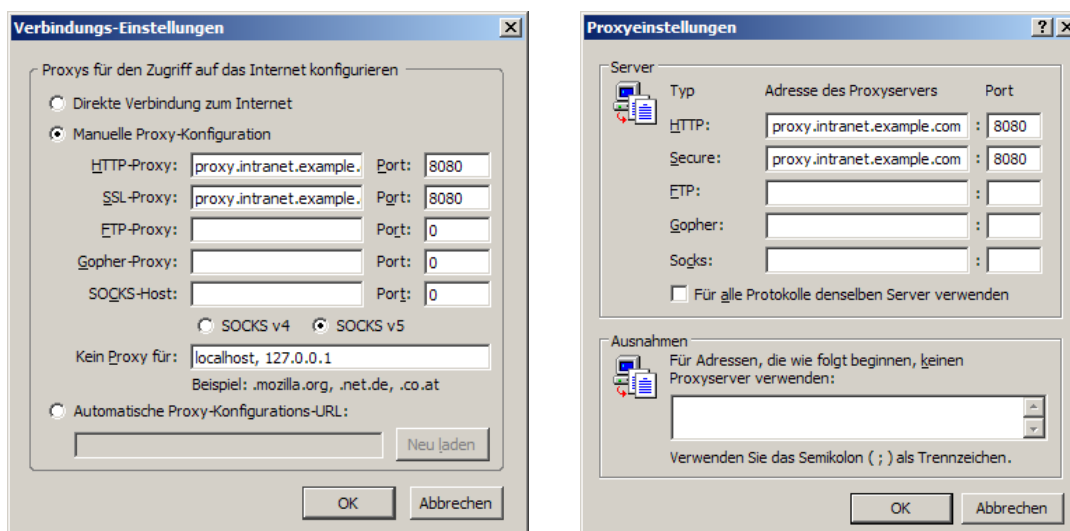 Verbindungs-Einstellungen
Proxys für den Zugriff auf das Internet konfigurieren
Direkte Verbindung zum Internet
Manuelle Proxy-Konfiguration
HTTP-Proxy: proxy.intranet.example. Port: 8080
SSL-Proxy: proxy.intranet.example. Port: 8080
FTP-Proxy: Port: 0
Gopher-Proxy: Port: 0
SOCKS-Host: Port: 0
SOCKS v4 SOCKS v5
Kein Proxy für: localhost, 127.0.0.1
Beispiel: .mozilla.org, .net.de, .co.at
Automatische Proxy-Konfigurations-URL:
Neu laden
OK Abbrechen
Proxyeinstellungen
Server
Typ Adresse des Proxyservers Port
HTTP: proxy.intranet.example.com : 8080
Secure: proxy.intranet.example.com : 8080
FTP: :
Gopher: :
Socks: :
Für alle Protokolle denselben Server verwenden
Ausnahmen
Für Adressen, die wie folgt beginnen, keinen
Proxyserver verwenden:
Verwenden Sie das Semikolon ( ; ) als Trennzeichen.
OK Abbrechen